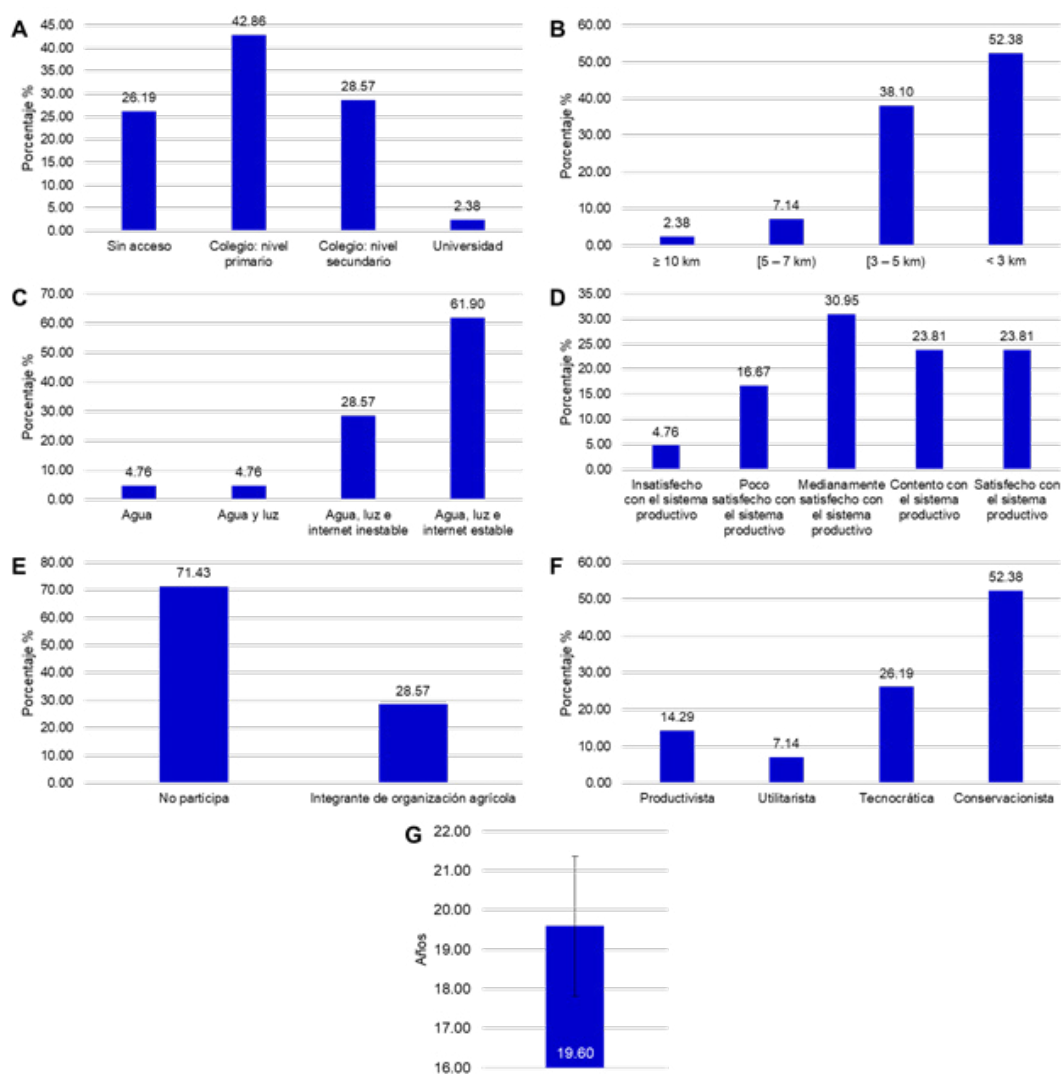 A
Porcentaje %
45.00
40.00
35.00
30.00
25.00
20.00
15.00
10.00
5.00
0.00
26.19
42.86
28.57
2.38
Sin acceso
Colegio: nivel
primario
Colegio: nivel
secundario
Universidad
B
Porcentaje %
60.00
50.00
40.00
30.00
20.00
10.00
0.00
2.38
7.14
38.10
52.38
≥ 10 km
[5 – 7 km)
[3 – 5 km)
< 3 km
C
Porcentaje %
70.00
60.00
50.00
40.00
30.00
20.00
10.00
0.00
4.76
4.76
28.57
61.90
Agua
Agua y luz
Agua, luz e
internet inestable
Agua, luz e
internet estable
D
Porcentaje %
35.00
30.00
25.00
20.00
15.00
10.00
5.00
0.00
4.76
16.67
30.95
23.81
23.81
Insatisfecho
con el sistema
productivo
Poco
satisfecho con
el sistema
productivo
Medianamente
satisfecho con
el sistema
productivo
Contento con
el sistema
productivo
Satisfecho con
el sistema
productivo
E
Porcentaje %
80.00
70.00
60.00
50.00
40.00
30.00
20.00
10.00
0.00
71.43
28.57
No participa
Integrante de organización agrícola
F
Porcentaje %
60.00
50.00
40.00
30.00
20.00
10.00
0.00
14.29
7.14
26.19
52.38
Productivista
Utilitarista
Tecnocrática
Conservacionista
G
Años
22.00
21.00
20.00
19.00
18.00
17.00
16.00
19.60